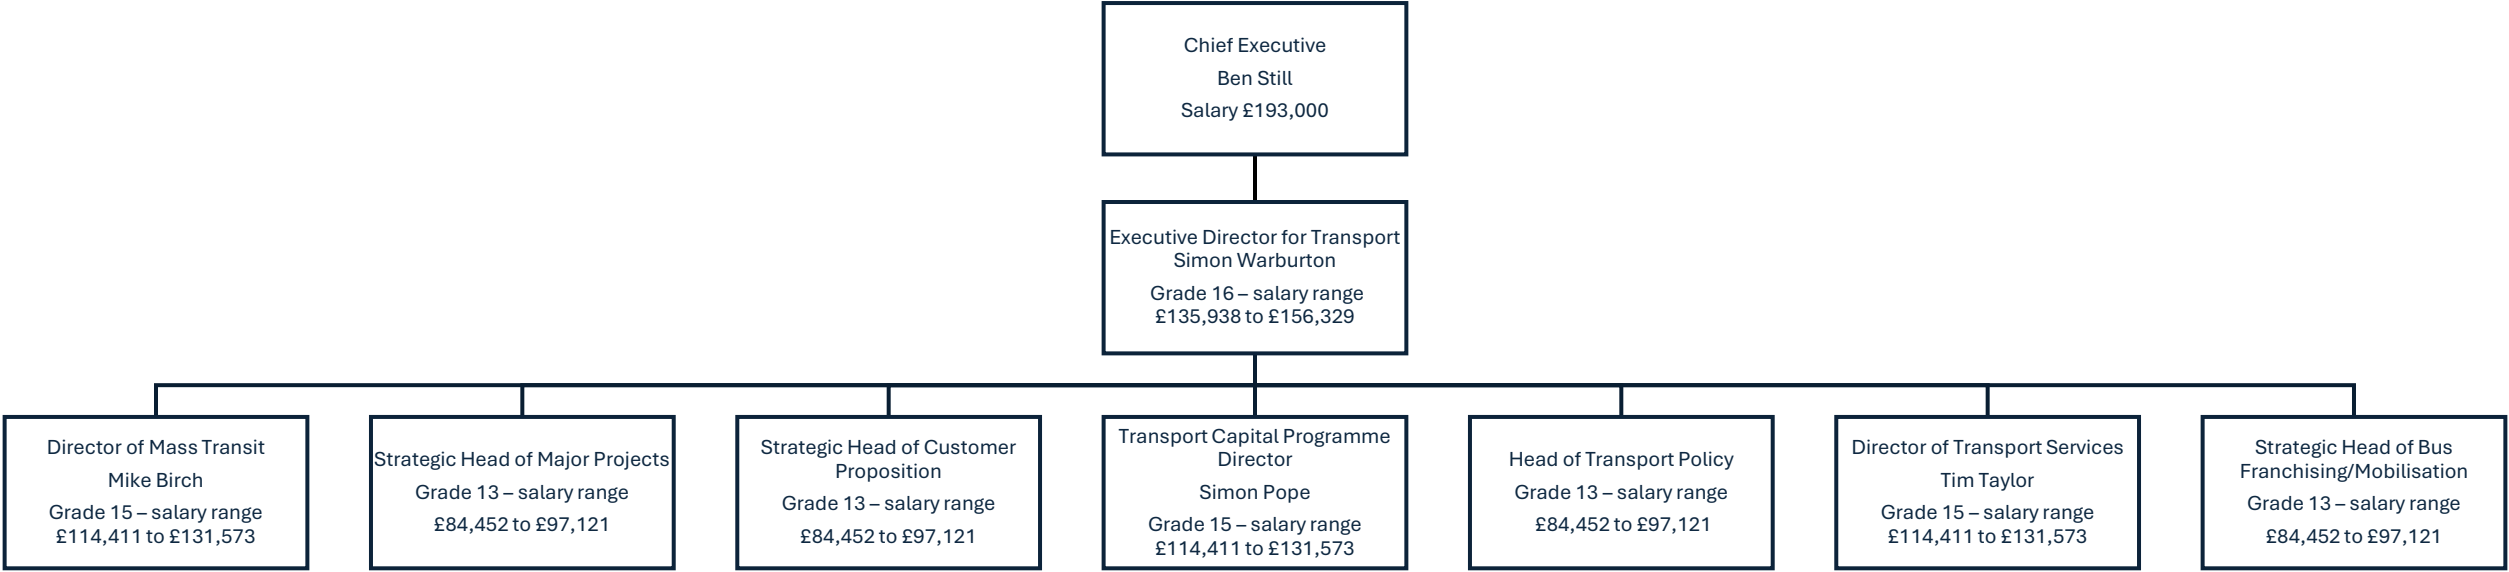 Chief Executive
Ben Still
Salary £193,000
Executive Director for Transport
Simon Warburton
Grade 16 – salary range
£135,938 to £156,329
Director of Mass Transit
Mike Birch
Grade 15 – salary range
£114,411 to £131,573
Strategic Head of Major Projects
Grade 13 – salary range
£84,452 to £97,121
Strategic Head of Customer
Proposition
Grade 13 – salary range
£84,452 to £97,121
Transport Capital Programme
Director
Simon Pope
Grade 15 – salary range
£114,411 to £131,573
Head of Transport Policy
Grade 13 – salary range
£84,452 to £97,121
Director of Transport Services
Tim Taylor
Grade 15 – salary range
£114,411 to £131,573
Strategic Head of Bus
Franchising/Mobilisation
Grade 13 – salary range
£84,452 to £97,121